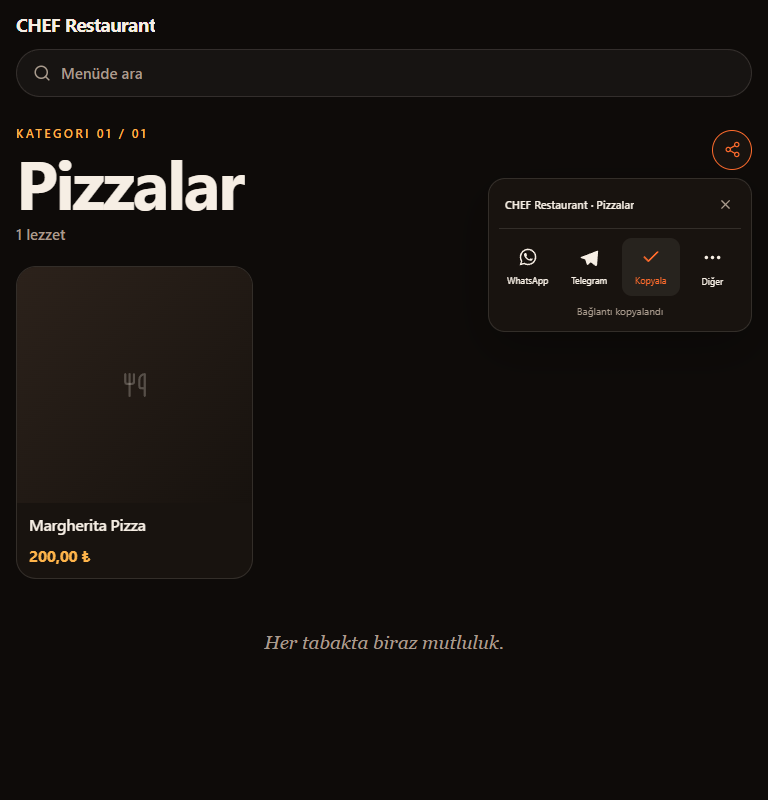 CHEF Restaurant
Menüde ara
KATEGORI 01 / 01
Pizzalar
1 lezzet
CHEF Restaurant · Pizzalar
WhatsApp
Telegram
Kopyala
Diğer
Bağlantı kopyalandı
Margherita Pizza
200,00 ₺
Her tabakta biraz mutluluk.